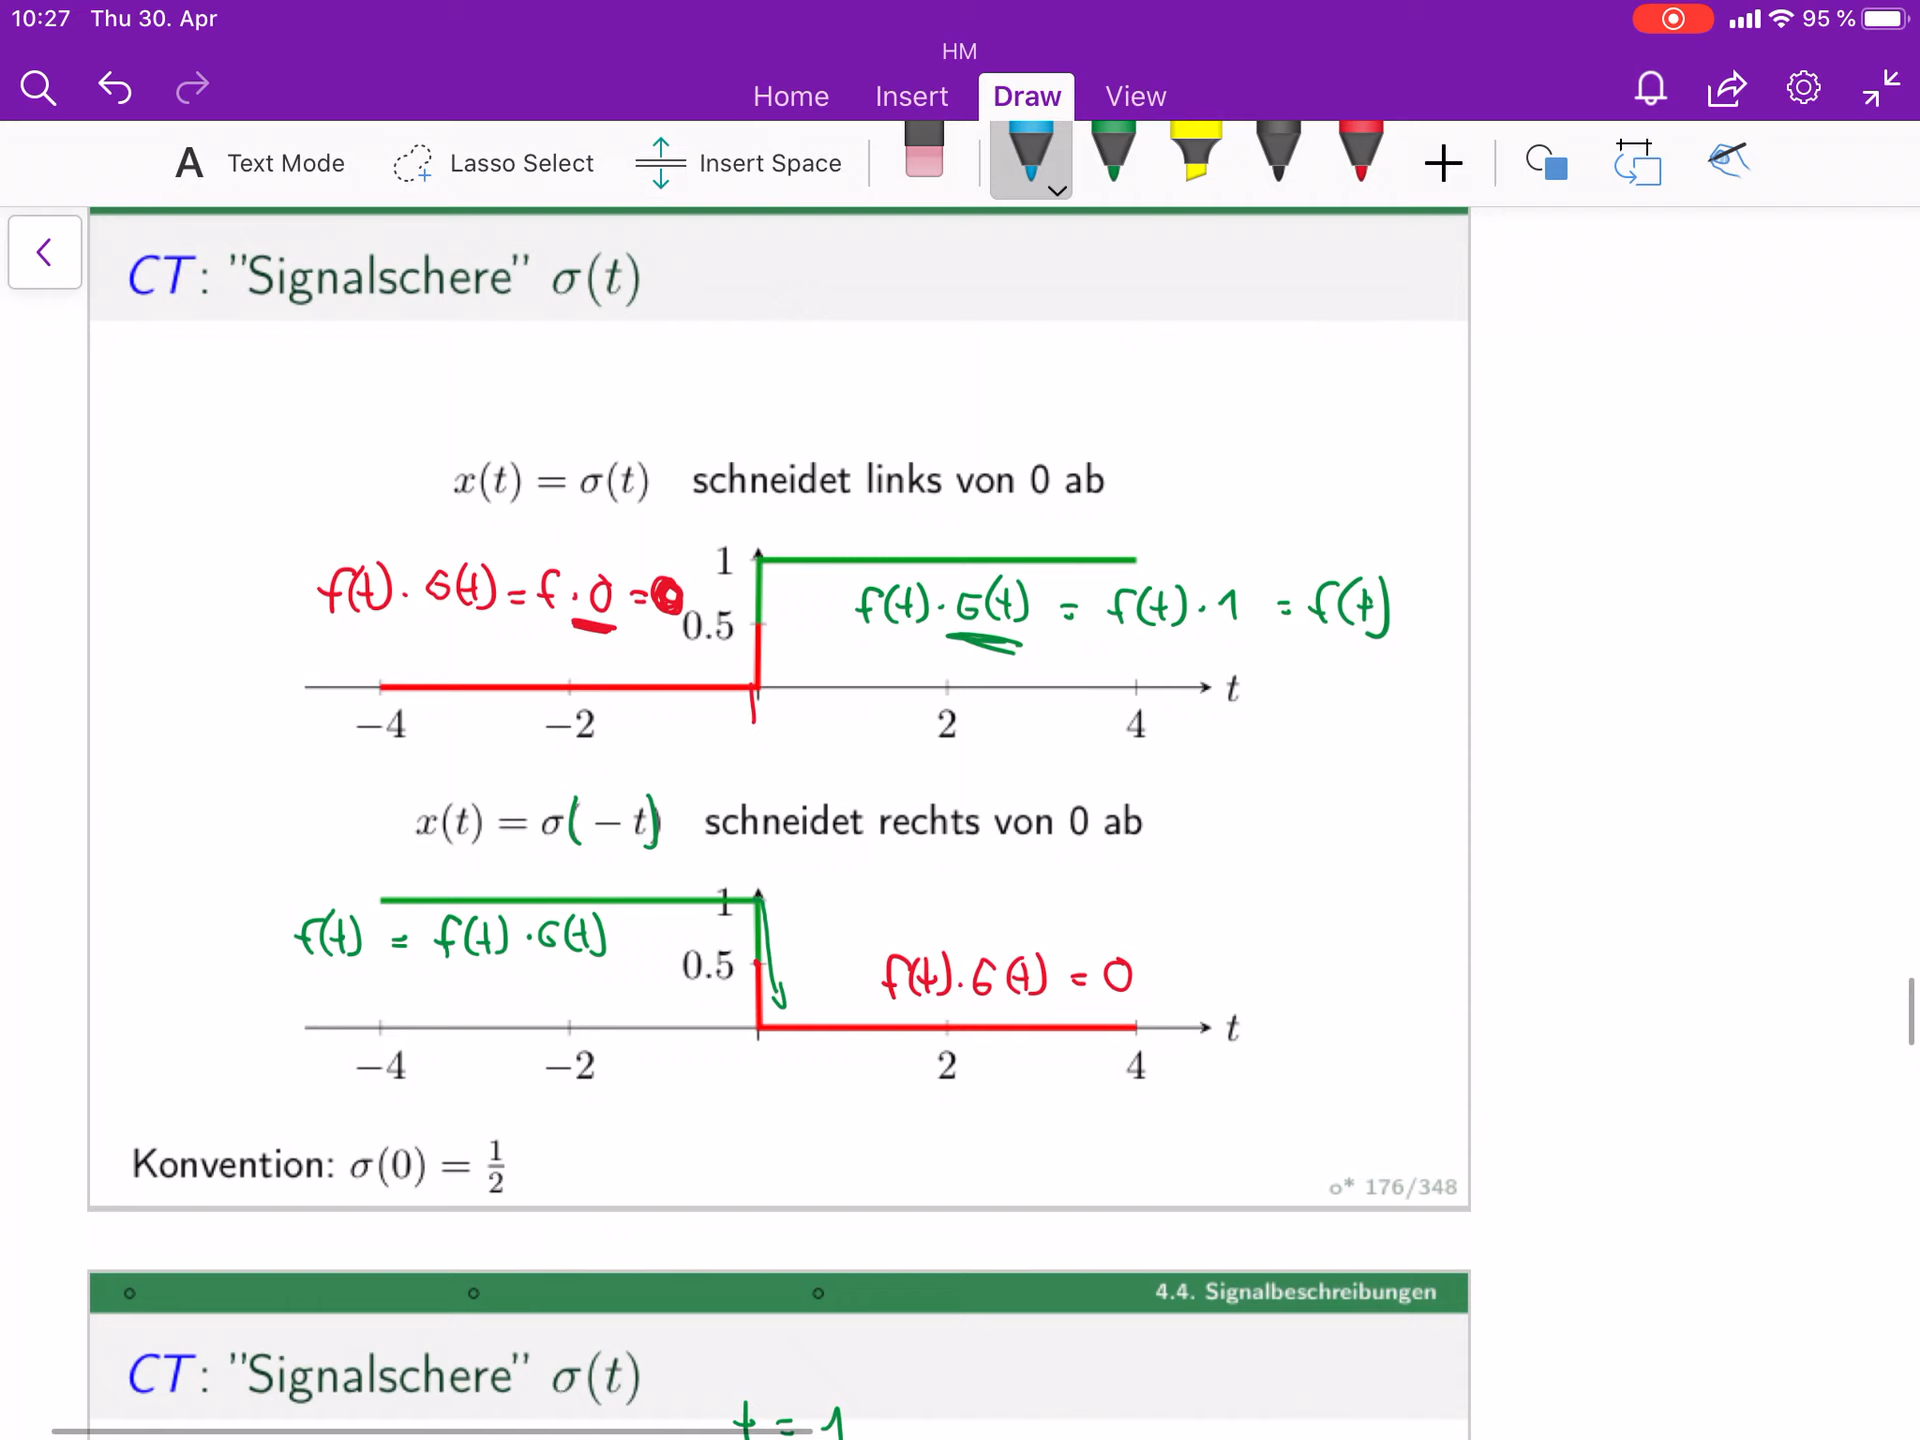 10:27 Thu 30. Apr 95 %
HM
Home Insert Draw View
A Text Mode Lasso Select Insert Space
CT: "Signalschere" σ(t)
x(t) = σ(t) schneidet links von 0 ab
f(t) · σ(t) = f · 0 = 0
1
0.5
f(t) · σ(t) = f(t) · 1 = f(t)
−4 −2 2 4 t
x(t) = σ(−t) schneidet rechts von 0 ab
1
f(t) = f(t) · σ(t)
0.5
f(t) · σ(t) = 0
−4 −2 2 4 t
Konvention: σ(0) = 1/2
o* 176/348
4.4. Signalbeschreibungen
CT: "Signalschere" σ(t)
t = 1